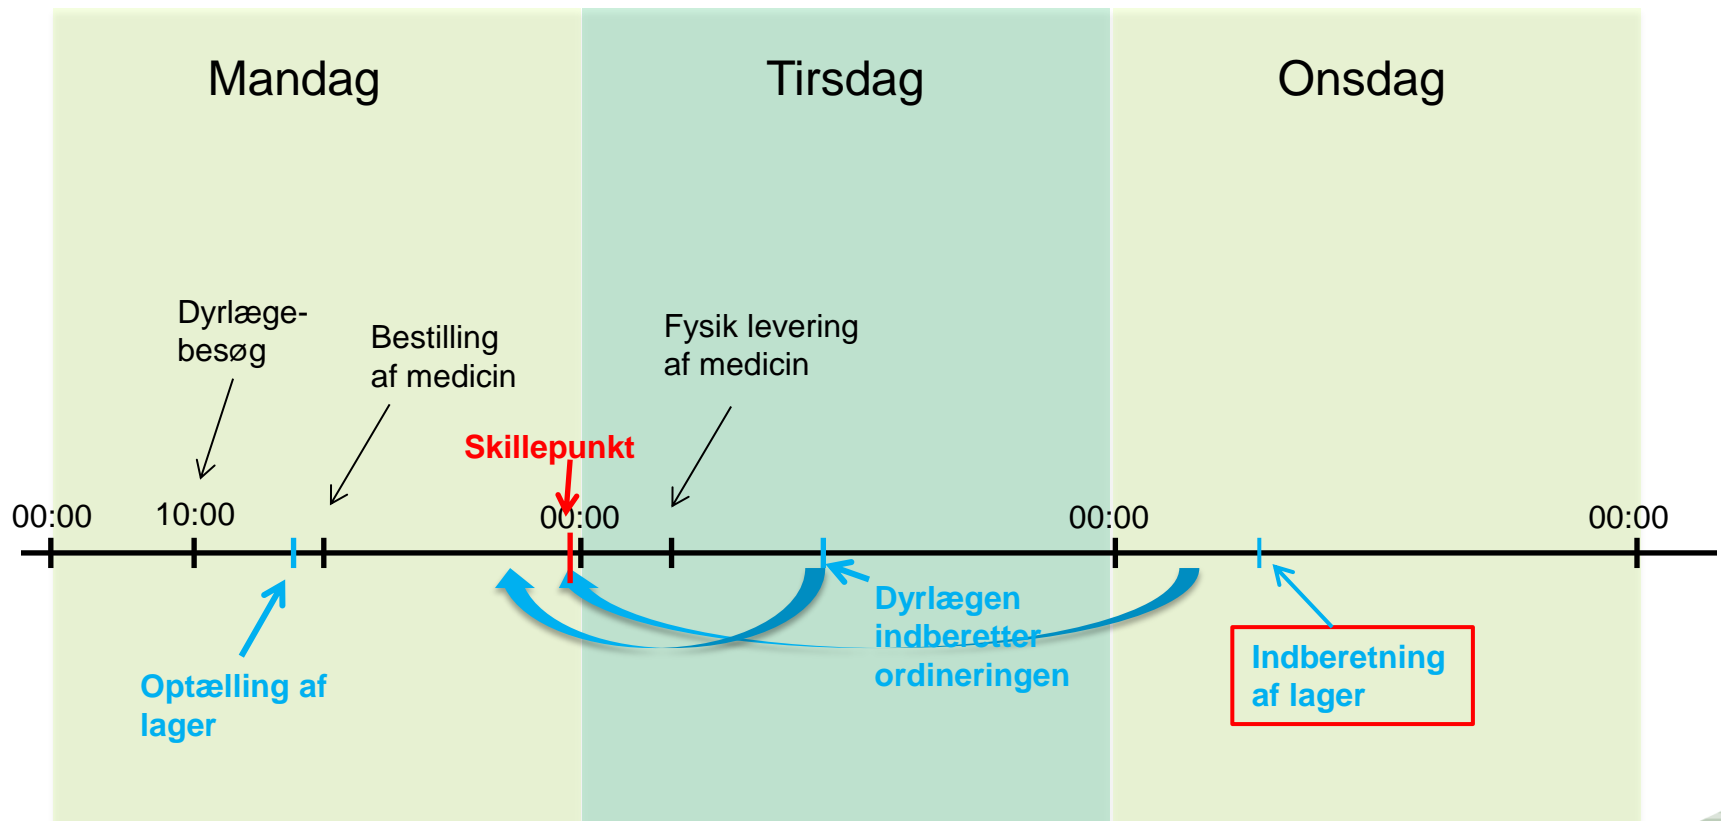 Mandag
Tirsdag
Onsdag
Dyrlæge-
besøg
Bestilling
af medicin
Fysik levering
af medicin
Skillepunkt
00:00
10:00
00:00
00:00
00:00
Optælling af
lager
Dyrlægen
indberetter
ordineringen
Indberetning
af lager